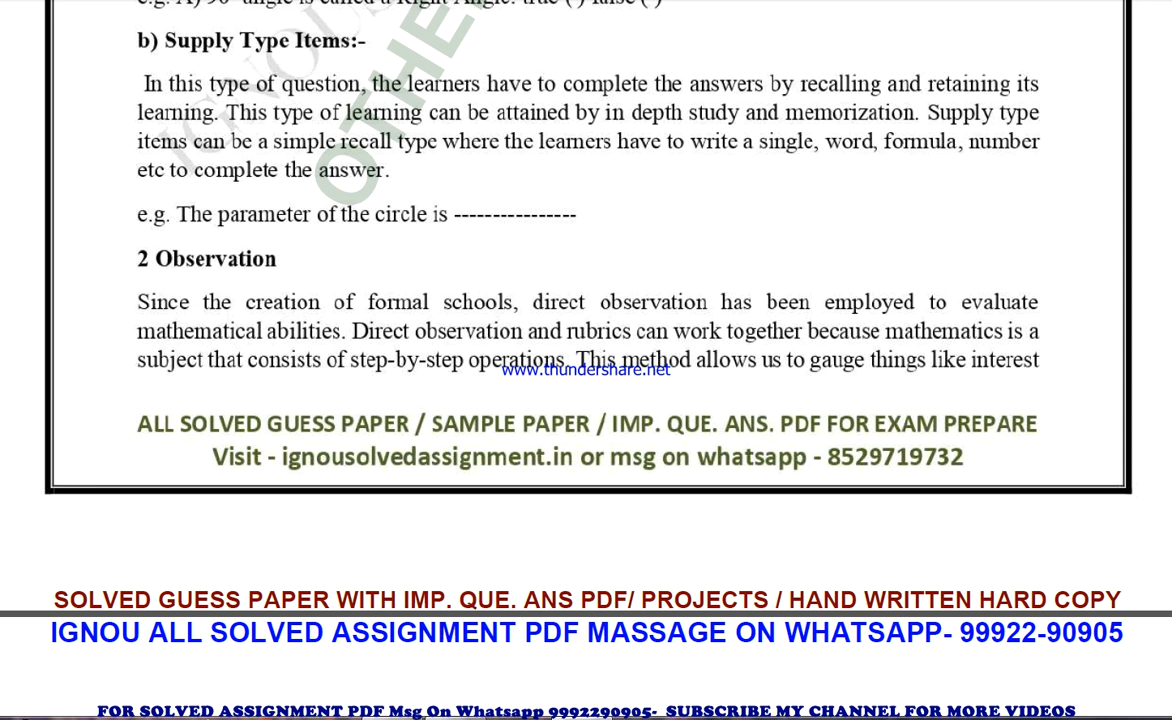 b) Supply Type Items:-
In this type of question, the learners have to complete the answers by recalling and retaining its
learning. This type of learning can be attained by in depth study and memorization. Supply type
items can be a simple recall type where the learners have to write a single, word, formula, number
etc to complete the answer.
e.g. The parameter of the circle is ----------------
2 Observation
Since the creation of formal schools, direct observation has been employed to evaluate
mathematical abilities. Direct observation and rubrics can work together because mathematics is a
subject that consists of step-by-step operations. This method allows us to gauge things like interest
www.thundershare.net
ALL SOLVED GUESS PAPER / SAMPLE PAPER / IMP. QUE. ANS. PDF FOR EXAM PREPARE
Visit - ignousolvedassignment.in or msg on whatsapp - 8529719732
SOLVED GUESS PAPER WITH IMP. QUE. ANS PDF/ PROJECTS / HAND WRITTEN HARD COPY
IGNOU ALL SOLVED ASSIGNMENT PDF MASSAGE ON WHATSAPP- 99922-90905
FOR SOLVED ASSIGNMENT PDF Msg On Whatsapp 9992290905- SUBSCRIBE MY CHANNEL FOR MORE VIDEOS
IGNOU
OTHE